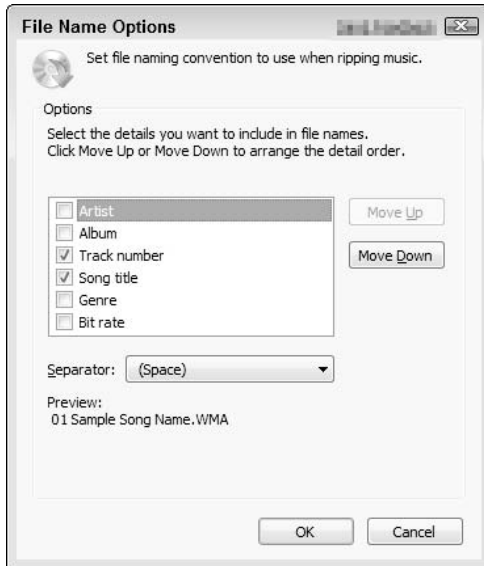 File Name Options
Set file naming convention to use when ripping music.
Options
Select the details you want to include in file names.
Click Move Up or Move Down to arrange the detail order.
Artist
Move Up
Album
Track number
Move Down
Song title
Genre
Bit rate
Separator: (Space)
Preview:
01 Sample Song Name.WMA
OK
Cancel